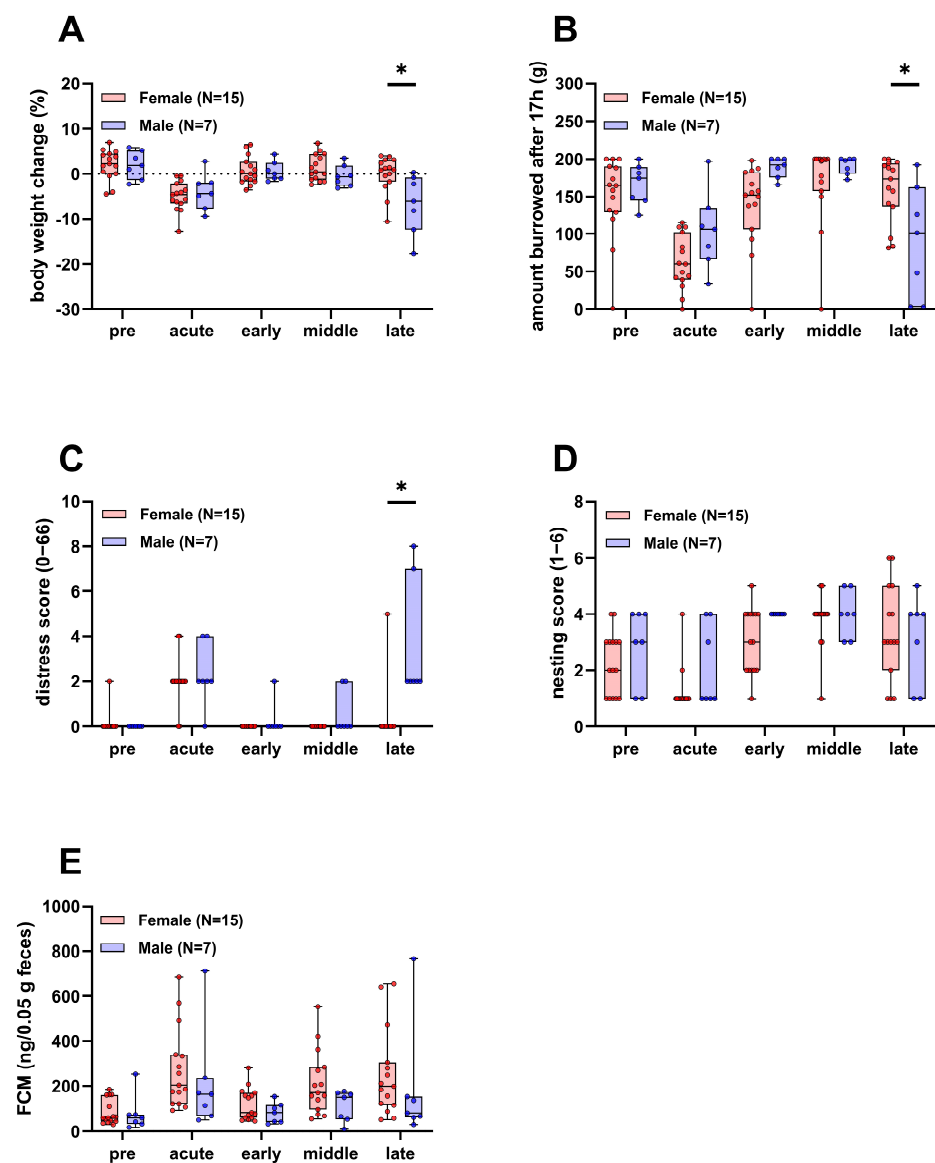 A
body weight change (%)
20
10
0
-10
-20
-30
Female (N=15)
Male (N=7)
*
pre acute early middle late
B
amount burrowed after 17h (g)
300
250
200
150
100
50
0
Female (N=15)
Male (N=7)
*
pre acute early middle late
C
distress score (0−66)
10
8
6
4
2
0
Female (N=15)
Male (N=7)
*
pre acute early middle late
D
nesting score (1−6)
8
6
4
2
0
Female (N=15)
Male (N=7)
pre acute early middle late
E
FCM (ng/0.05 g feces)
1000
800
600
400
200
0
Female (N=15)
Male (N=7)
pre acute early middle late